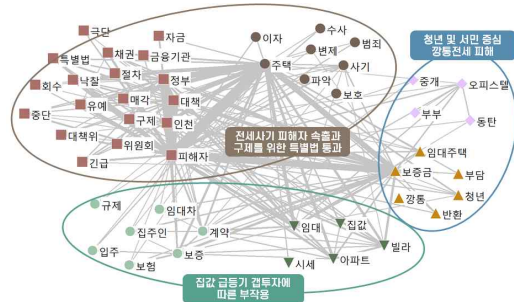 극단
자금
이자
수사
특별법
채권
금융기관
변제
범죄
청년 및 서민 중심
깡통전세 피해
회수
낙찰
절차
정부
주택
사기
파약
중개
오피스텔
중단
유예
매각
대책
보호
구제
인천
부부
동탄
대책위
위원회
전세사기 피해자 속출과
구제를 위한 특별법 통과
긴급
피해자
임대주택
보증금
부담
청년
깡통
반환
규제
임대차
집주인
계약
임대
집값
입주
보험
보증
시세
아파트
빌라
집값 급등기 갭투자에
따른 부작용